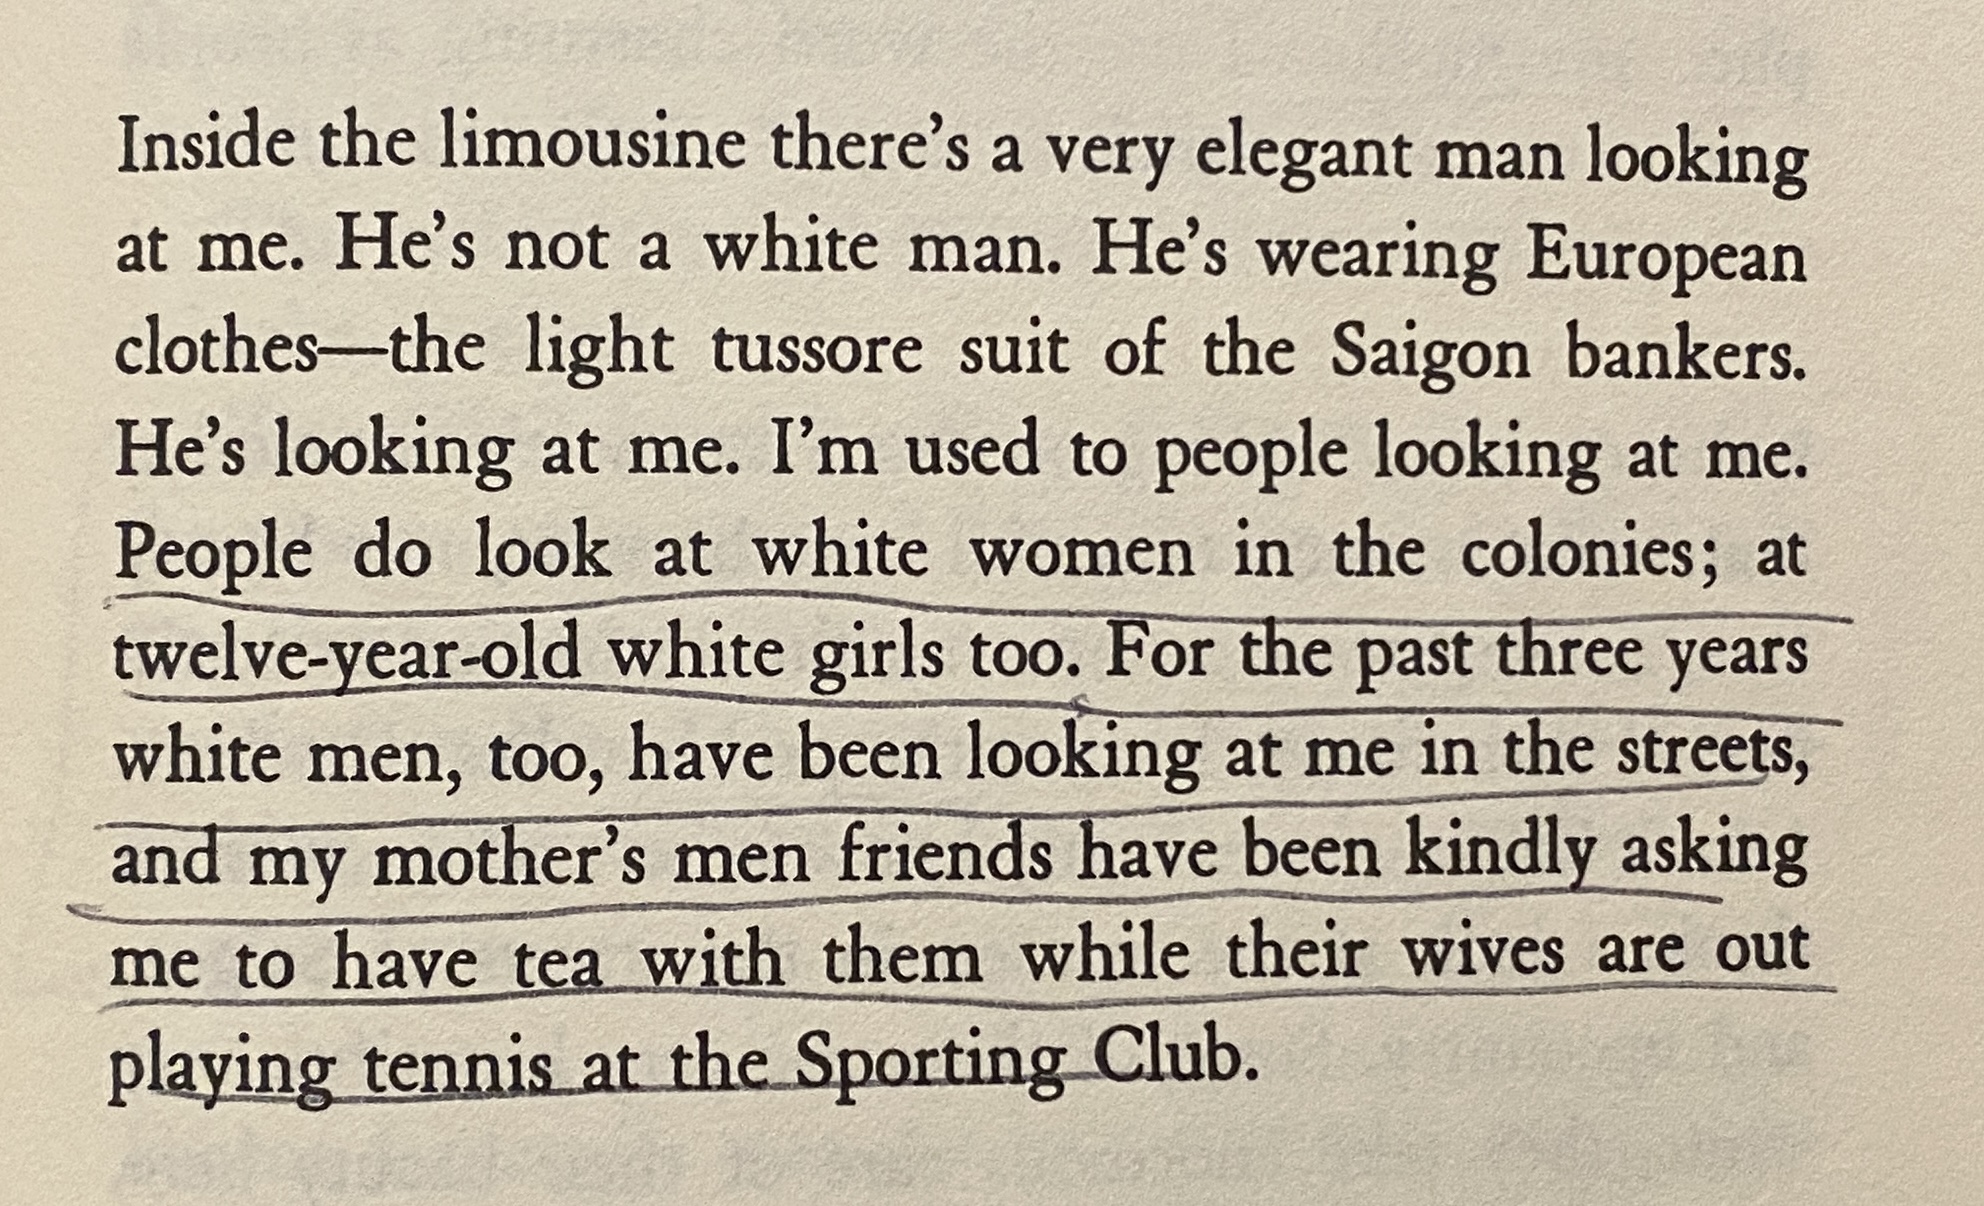 Inside the limousine there's a very elegant man looking
at me. He's not a white man. He's wearing European
clothes—the light tussore suit of the Saigon bankers.
He's looking at me. I'm used to people looking at me.
People do look at white women in the colonies; at
twelve-year-old white girls too. For the past three years
white men, too, have been looking at me in the streets,
and my mother's men friends have been kindly asking
me to have tea with them while their wives are out
playing tennis at the Sporting Club.